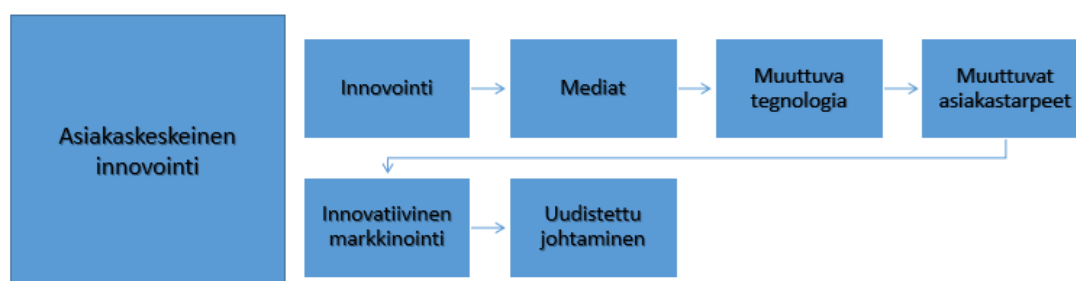 Asiakaskeskeinen
innovointi
Innovointi
Mediat
Muuttuva
tegnologia
Muuttuvat
asiakastarpeet
Innovatiivinen
markkinointi
Uudistettu
johtaminen